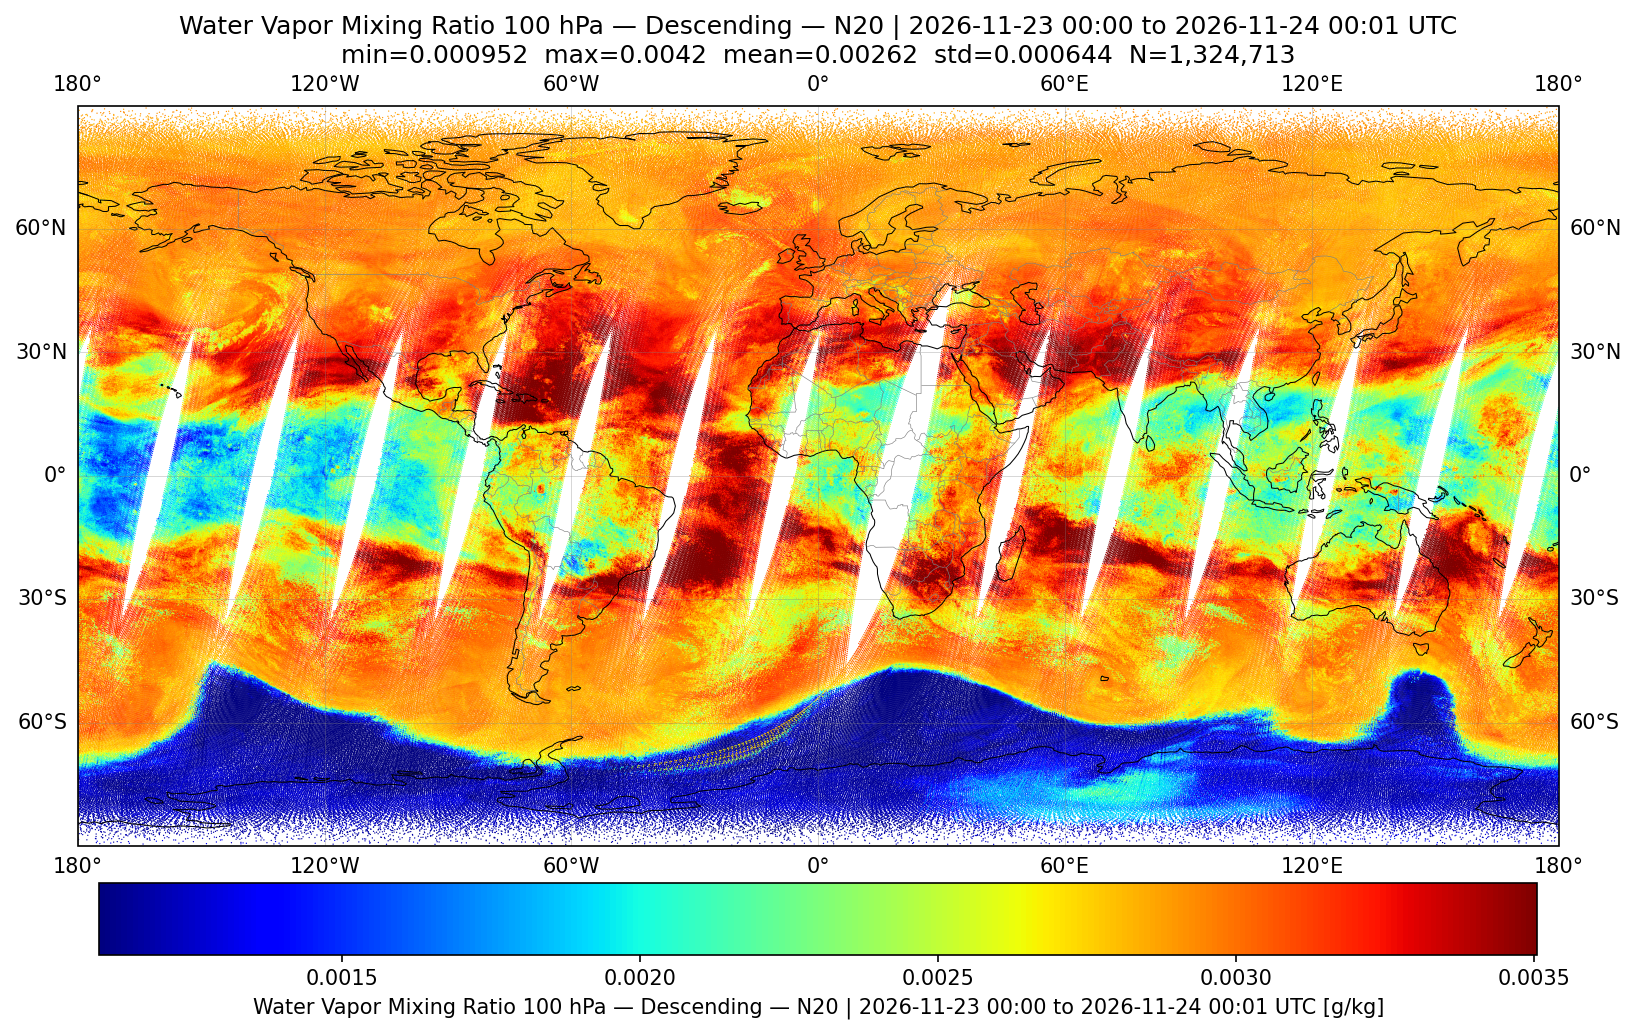 Water Vapor Mixing Ratio 100 hPa — Descending — N20 | 2026-11-23 00:00 to 2026-11-24 00:01 UTC
min=0.000952  max=0.0042  mean=0.00262  std=0.000644  N=1,324,713
180° 120°W 60°W 0° 60°E 120°E 180°
60°N 60°N
30°N 30°N
0° 0°
30°S 30°S
60°S 60°S
180° 120°W 60°W 0° 60°E 120°E 180°
0.0015 0.0020 0.0025 0.0030 0.0035
Water Vapor Mixing Ratio 100 hPa — Descending — N20 | 2026-11-23 00:00 to 2026-11-24 00:01 UTC [g/kg]